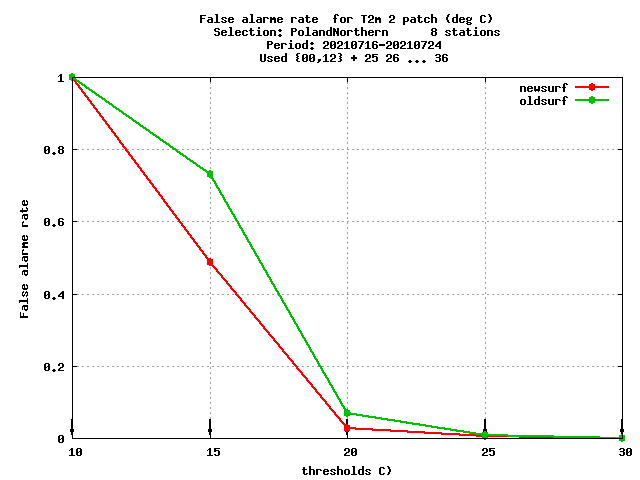 False alarme rate  for T2m 2 patch (deg C)
Selection: PolandNorthern      8 stations
Period: 20210716-20210724
Used {00,12} + 25 26 ... 36
newsurf
oldsurf
1
0.8
0.6
0.4
0.2
0
False alarme rate
10 15 20 25 30
thresholds C)